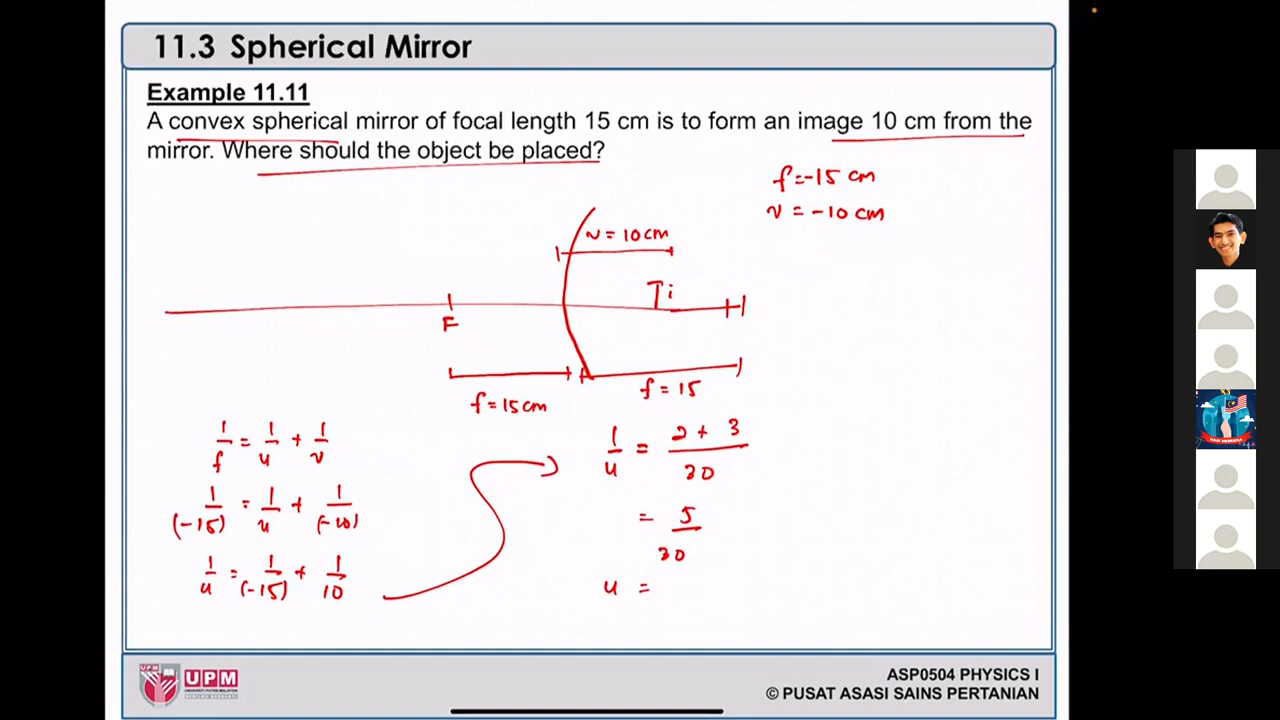 11.3 Spherical Mirror
Example 11.11
A convex spherical mirror of focal length 15 cm is to form an image 10 cm from the
mirror. Where should the object be placed?
f=-15 cm
v = -10 cm
v = 10 cm
i
F
f = 15 cm
f = 15
1/f = 1/u + 1/v
1/(-15) = 1/u + 1/(-10)
1/u = 1/(-15) + 1/10
1/u = 2 + 3/30
= 5/30
u =
UPM
UPM
ASP0504 PHYSICS I
© PUSAT ASASI SAINS PERTANIAN